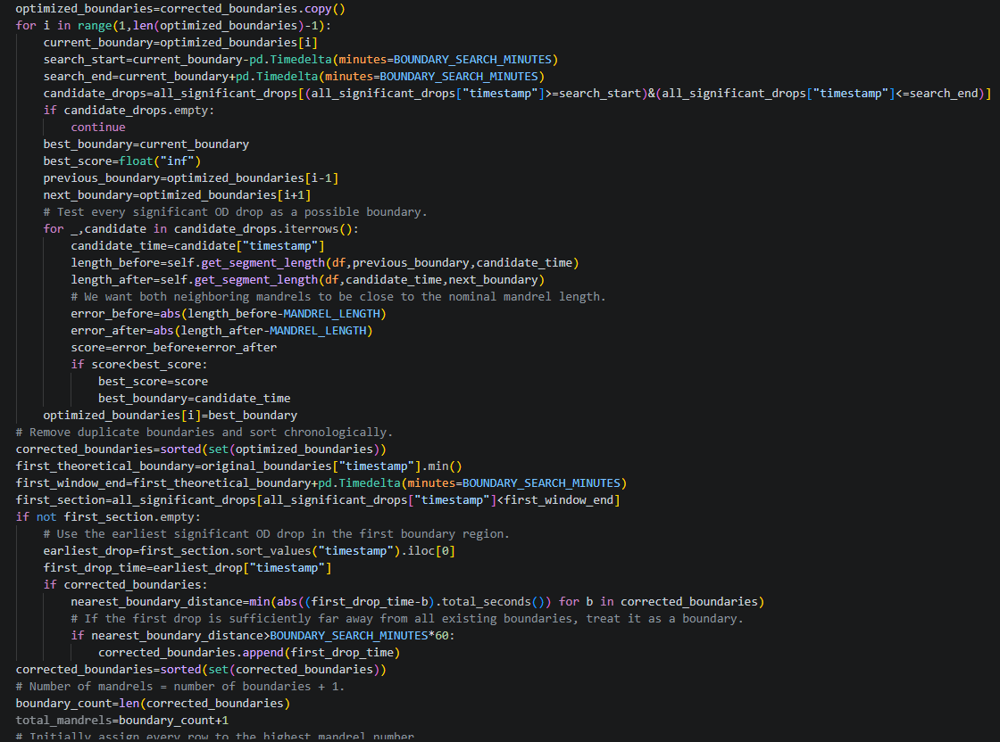 optimized_boundaries=corrected_boundaries.copy()
for i in range(1,len(optimized_boundaries)-1):
    current_boundary=optimized_boundaries[i]
    search_start=current_boundary-pd.Timedelta(minutes=BOUNDARY_SEARCH_MINUTES)
    search_end=current_boundary+pd.Timedelta(minutes=BOUNDARY_SEARCH_MINUTES)
    candidate_drops=all_significant_drops[(all_significant_drops["timestamp"]>=search_start)&(all_significant_drops["timestamp"]<=search_end)]
    if candidate_drops.empty:
        continue
    best_boundary=current_boundary
    best_score=float("inf")
    previous_boundary=optimized_boundaries[i-1]
    next_boundary=optimized_boundaries[i+1]
    # Test every significant OD drop as a possible boundary.
    for _,candidate in candidate_drops.iterrows():
        candidate_time=candidate["timestamp"]
        length_before=self.get_segment_length(df,previous_boundary,candidate_time)
        length_after=self.get_segment_length(df,candidate_time,next_boundary)
        # We want both neighboring mandrels to be close to the nominal mandrel length.
        error_before=abs(length_before-MANDREL_LENGTH)
        error_after=abs(length_after-MANDREL_LENGTH)
        score=error_before+error_after
        if score<best_score:
            best_score=score
            best_boundary=candidate_time
    optimized_boundaries[i]=best_boundary
# Remove duplicate boundaries and sort chronologically.
corrected_boundaries=sorted(set(optimized_boundaries))
first_theoretical_boundary=original_boundaries["timestamp"].min()
first_window_end=first_theoretical_boundary+pd.Timedelta(minutes=BOUNDARY_SEARCH_MINUTES)
first_section=all_significant_drops[all_significant_drops["timestamp"]<first_window_end]
if not first_section.empty:
    # Use the earliest significant OD drop in the first boundary region.
    earliest_drop=first_section.sort_values("timestamp").iloc[0]
    first_drop_time=earliest_drop["timestamp"]
    if corrected_boundaries:
        nearest_boundary_distance=min(abs((first_drop_time-b).total_seconds()) for b in corrected_boundaries)
        # If the first drop is sufficiently far away from all existing boundaries, treat it as a boundary.
        if nearest_boundary_distance>BOUNDARY_SEARCH_MINUTES*60:
            corrected_boundaries.append(first_drop_time)
corrected_boundaries=sorted(set(corrected_boundaries))
# Number of mandrels = number of boundaries + 1.
boundary_count=len(corrected_boundaries)
total_mandrels=boundary_count+1
# Initially assign every row to the highest mandrel number